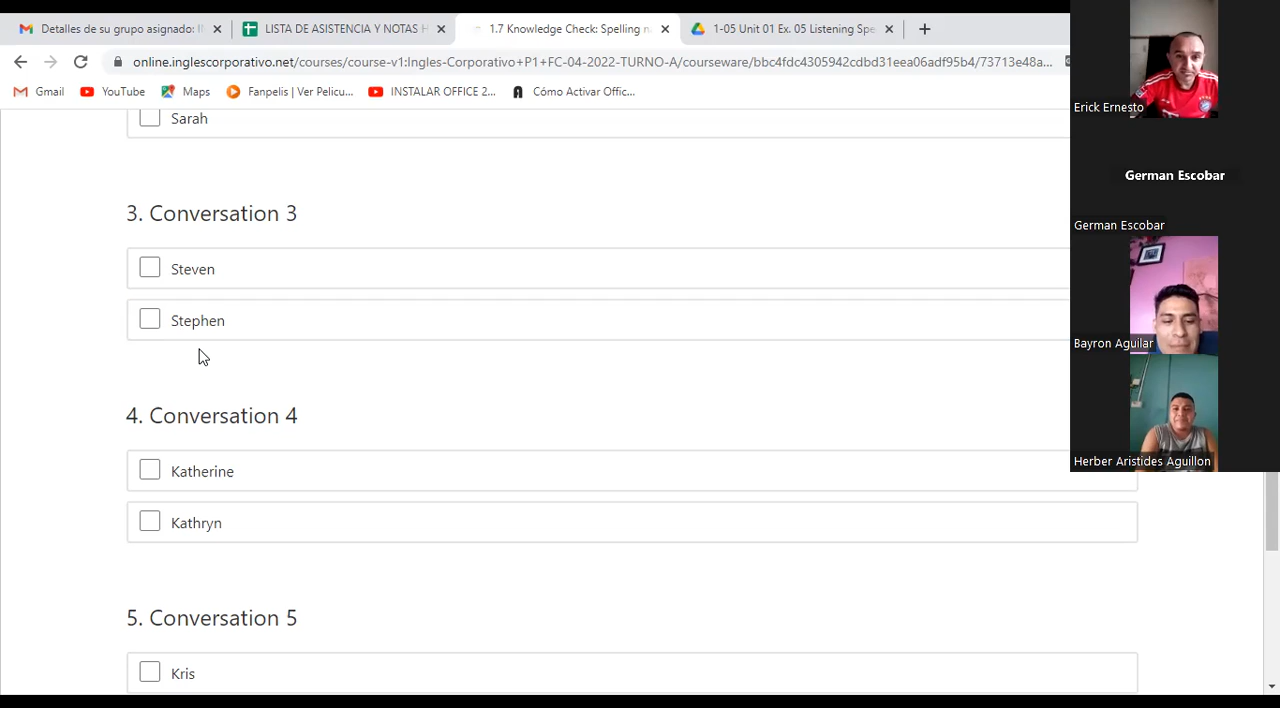 Detalles de su grupo asignado: I
LISTA DE ASISTENCIA Y NOTAS H
1.7 Knowledge Check: Spelling n
1-05 Unit 01 Ex. 05 Listening Spe
online.inglescorporativo.net/courses/course-v1:Ingles-Corporativo+P1+FC-04-2022-TURNO-A/courseware/bbc4fdc4305942cdbd31eea06adf95b4/73713e48a...
Gmail
YouTube
Maps
Fanpelis | Ver Pelicu...
INSTALAR OFFICE 2...
Cómo Activar Offic...
Sarah
3. Conversation 3
Steven
Stephen
4. Conversation 4
Katherine
Kathryn
5. Conversation 5
Kris
Erick Ernesto
German Escobar
German Escobar
Bayron Aguilar
Herber Aristides Aguillon